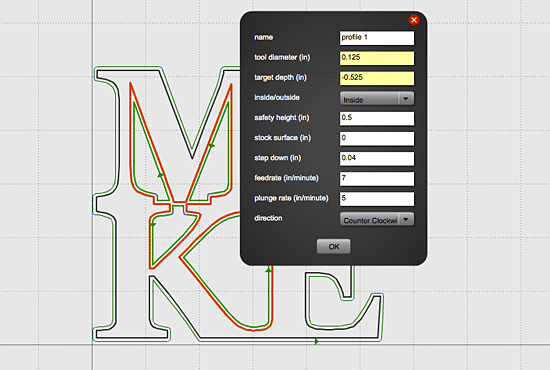 name profile 1
tool diameter (in) 0.125
target depth (in) -0.525
inside/outside Inside
safety height (in) 0.5
stock surface (in) 0
step down (in) 0.04
feedrate (in/minute) 7
plunge rate (in/minute) 5
direction Counter Clockwi
OK
M
K E